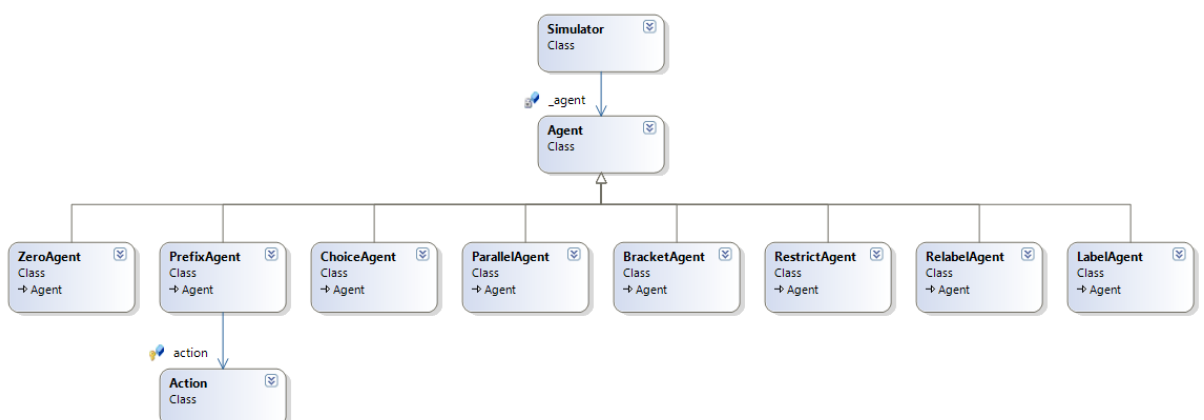 Simulator
Class
_agent
Agent
Class
ZeroAgent
Class
Agent
PrefixAgent
Class
Agent
ChoiceAgent
Class
Agent
ParallelAgent
Class
Agent
BracketAgent
Class
Agent
RestrictAgent
Class
Agent
RelabelAgent
Class
Agent
LabelAgent
Class
Agent
action
Action
Class